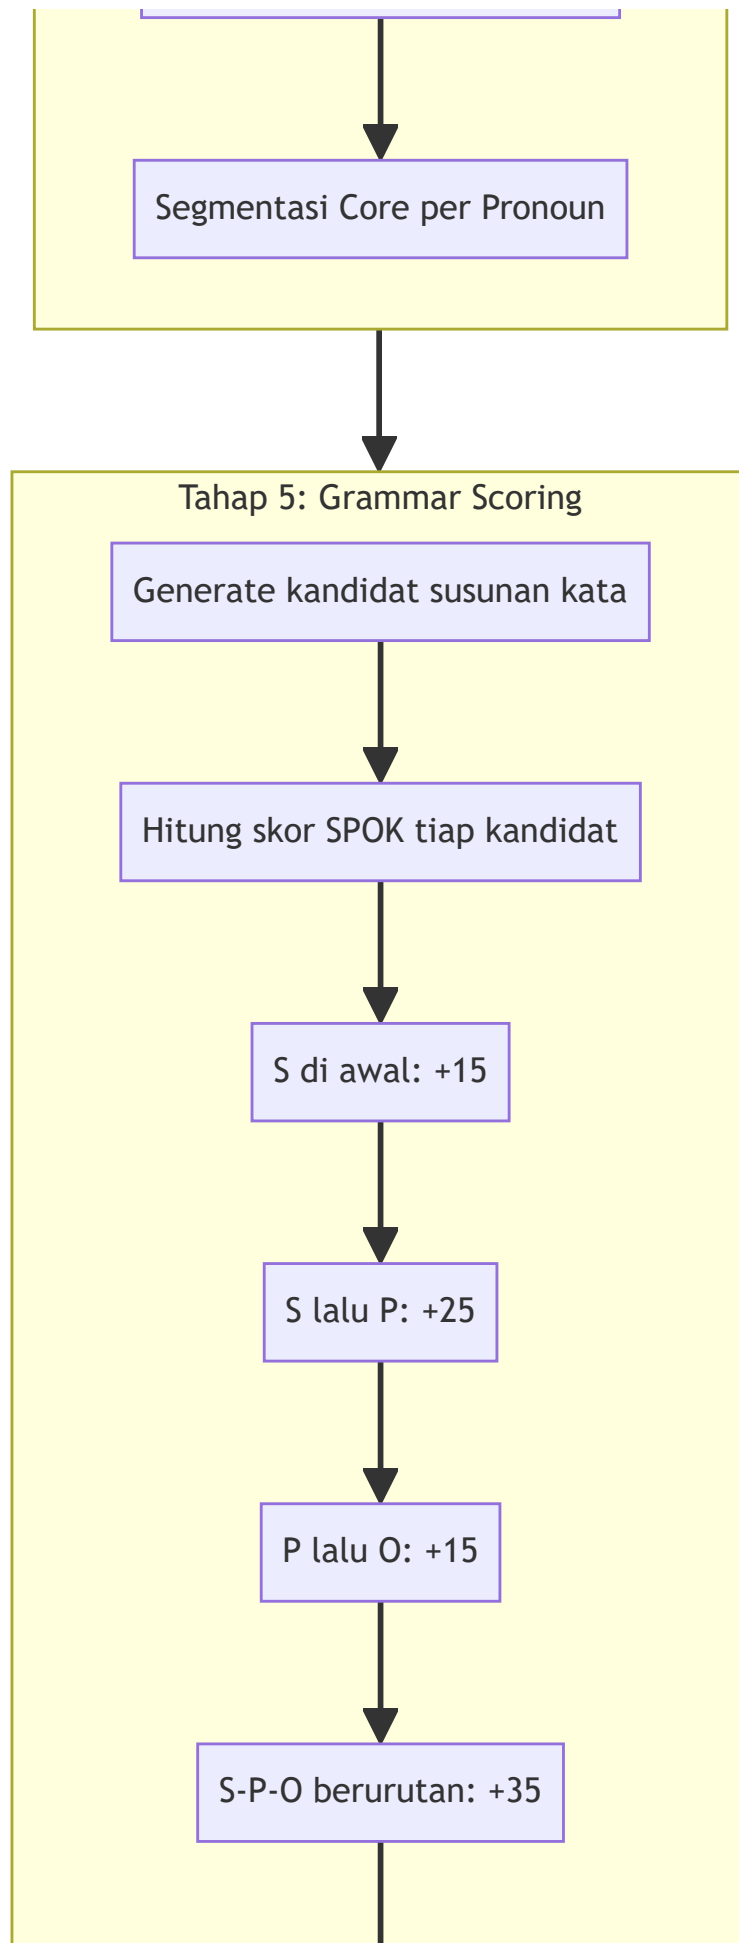 Segmentasi Core per Pronoun
Tahap 5: Grammar Scoring
Generate kandidat susunan kata
Hitung skor SPOK tiap kandidat
S di awal: +15
S lalu P: +25
P lalu O: +15
S-P-O berurutan: +35